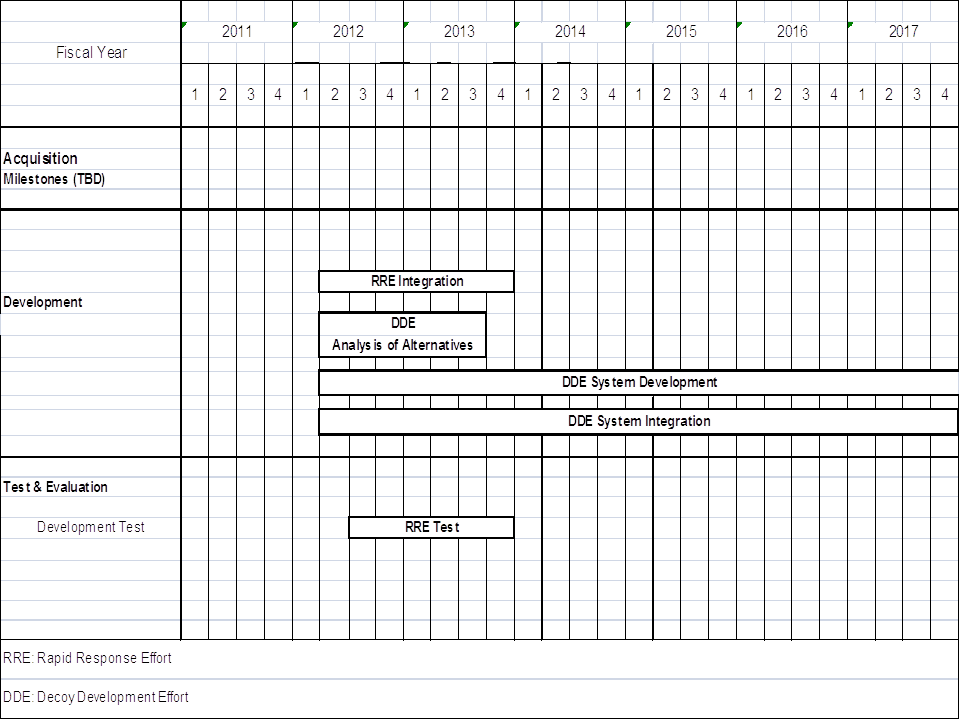 2011 2012 2013 2014 2015 2016 2017
Fiscal Year
1 2 3 4 1 2 3 4 1 2 3 4 1 2 3 4 1 2 3 4 1 2 3 4 1 2 3 4
Acquisition
Milestones (TBD)
RRE Integration
Development
DDE
Analysis of Alternatives
DDE System Development
DDE System Integration
Test & Evaluation
Development Test RRE Test
RRE: Rapid Response Effort
DDE: Decoy Development Effort